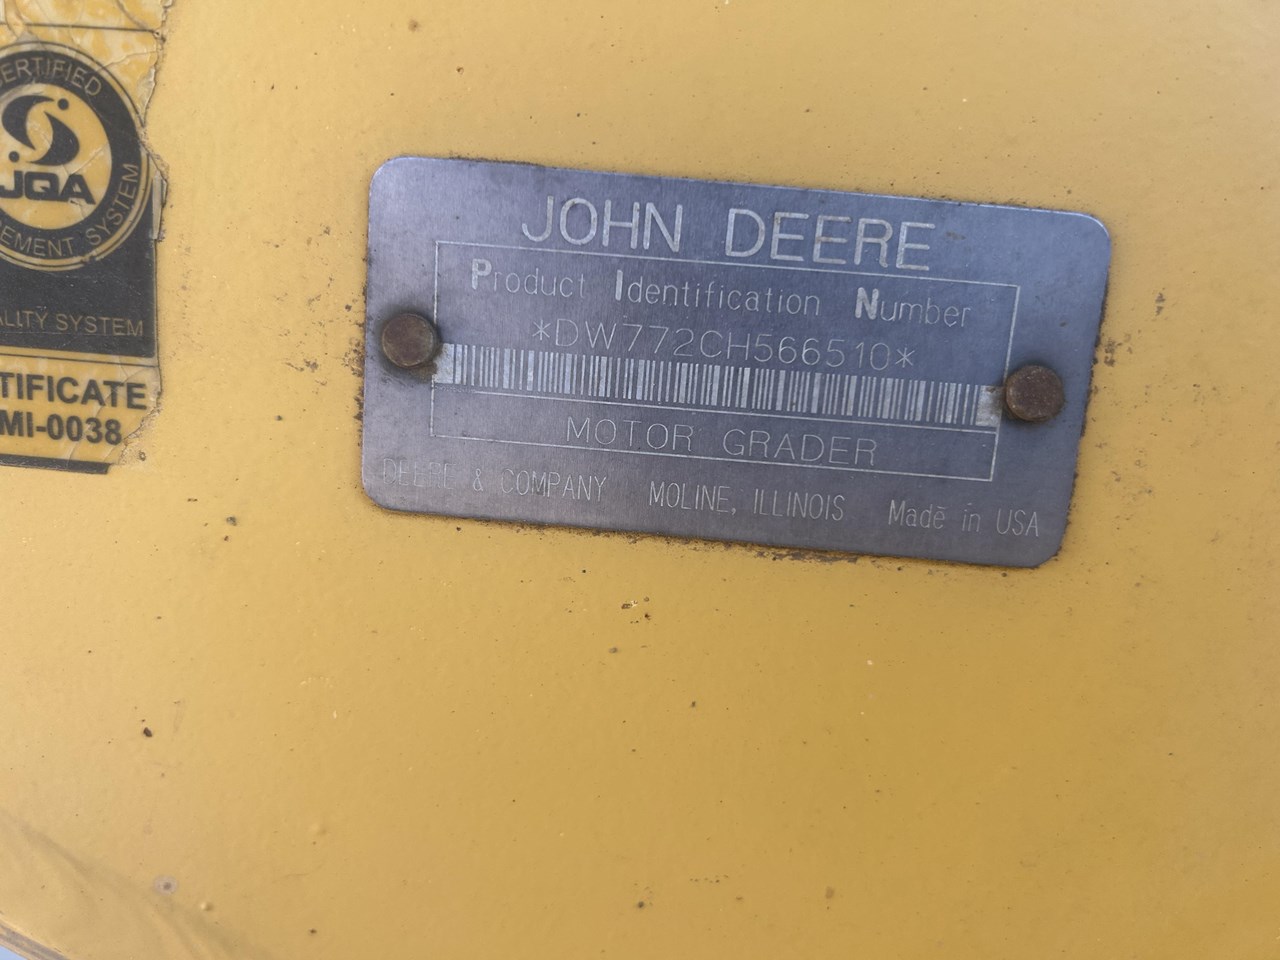 ERTIFIED
JQA
EMENT SYSTEM
ALITY SYSTEM
TIFICATE
MI-0038
JOHN DEERE
Product Identification Number
*DW772CH566510*
MOTOR GRADER
DEERE & COMPANY MOLINE, ILLINOIS Made in USA